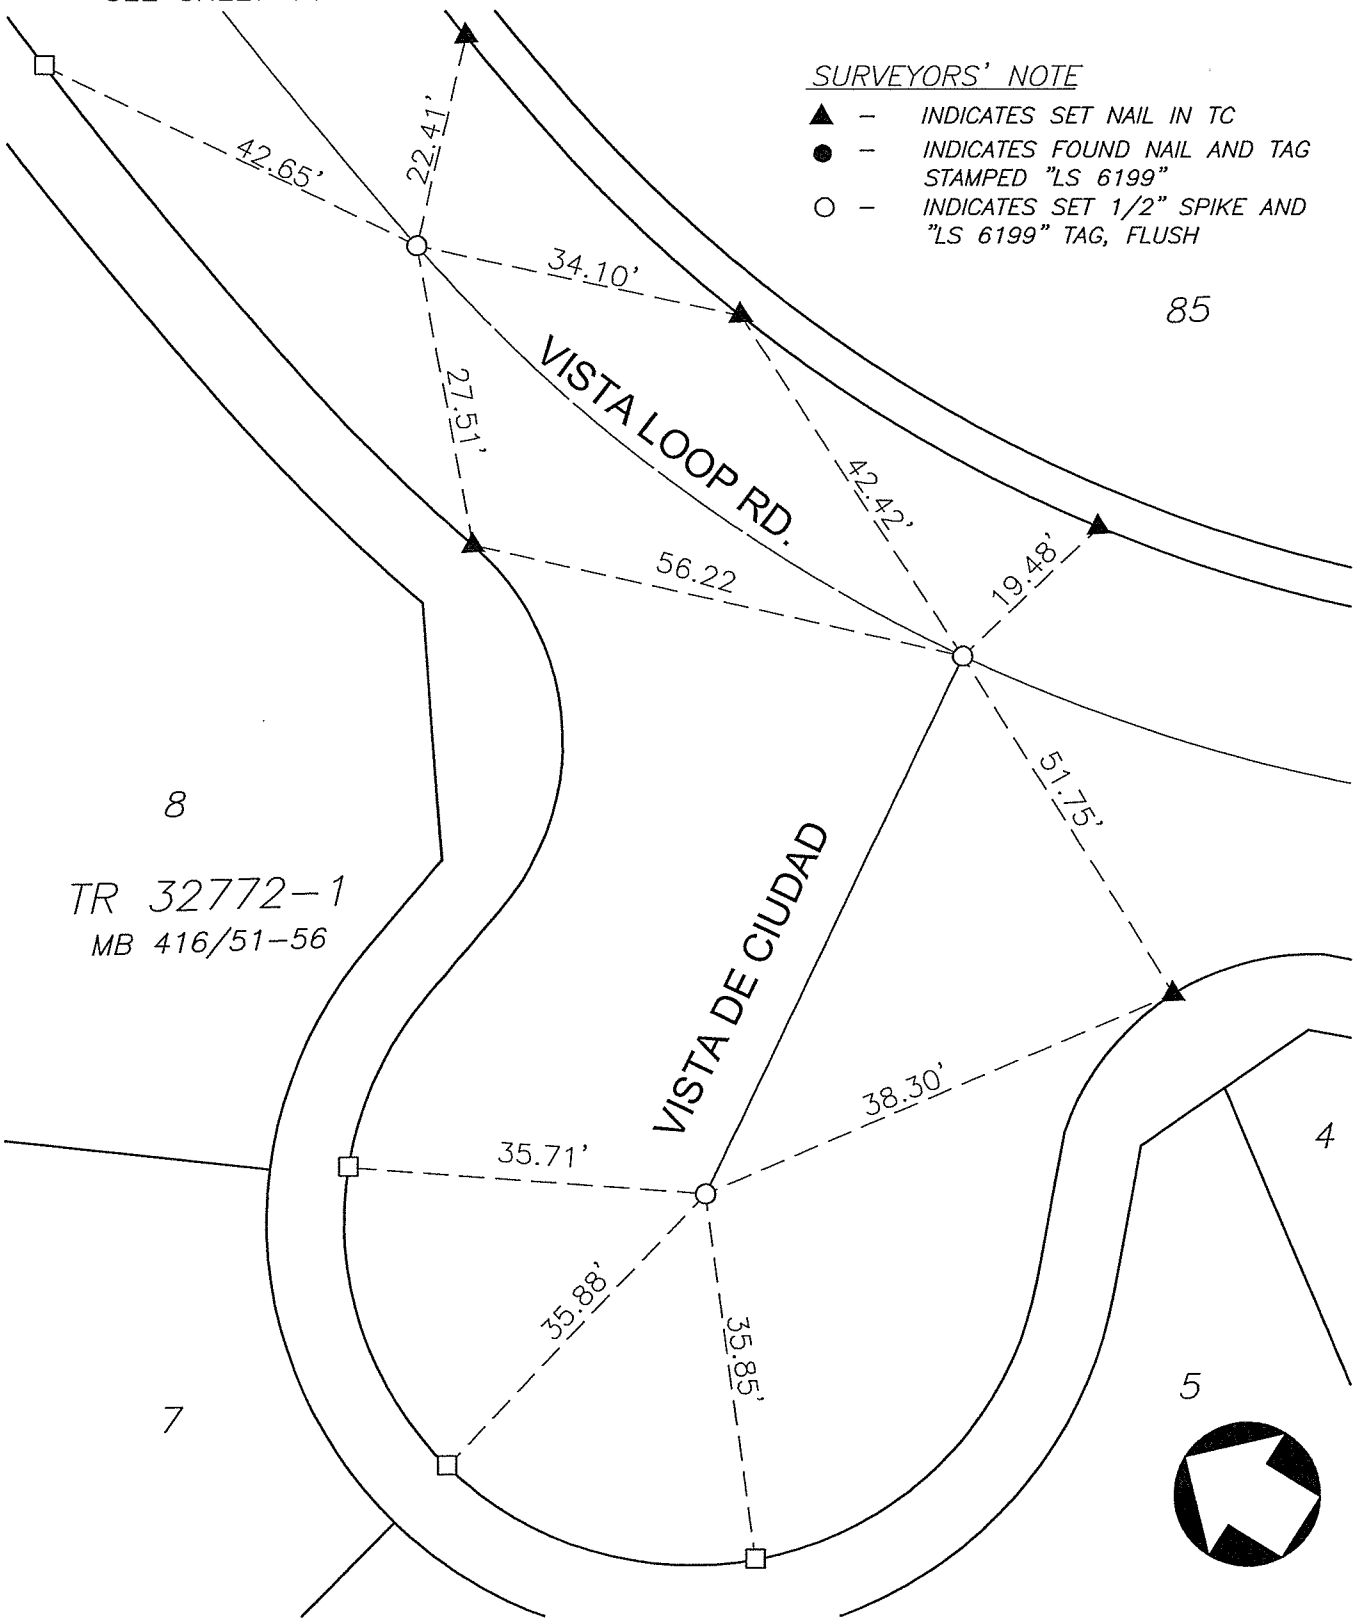 SURVEYORS' NOTE
▲ – INDICATES SET NAIL IN TC
● – INDICATES FOUND NAIL AND TAG
STAMPED "LS 6199"
○ – INDICATES SET 1/2" SPIKE AND
"LS 6199" TAG, FLUSH
22.41'
42.65'
34.10'
85
27.51'
VISTA LOOP RD.
42.42'
56.22
19.48'
51.75'
8
TR 32772-1
MB 416/51-56
VISTA DE CIUDAD
38.30'
4
35.71'
35.88'
35.85'
5
7